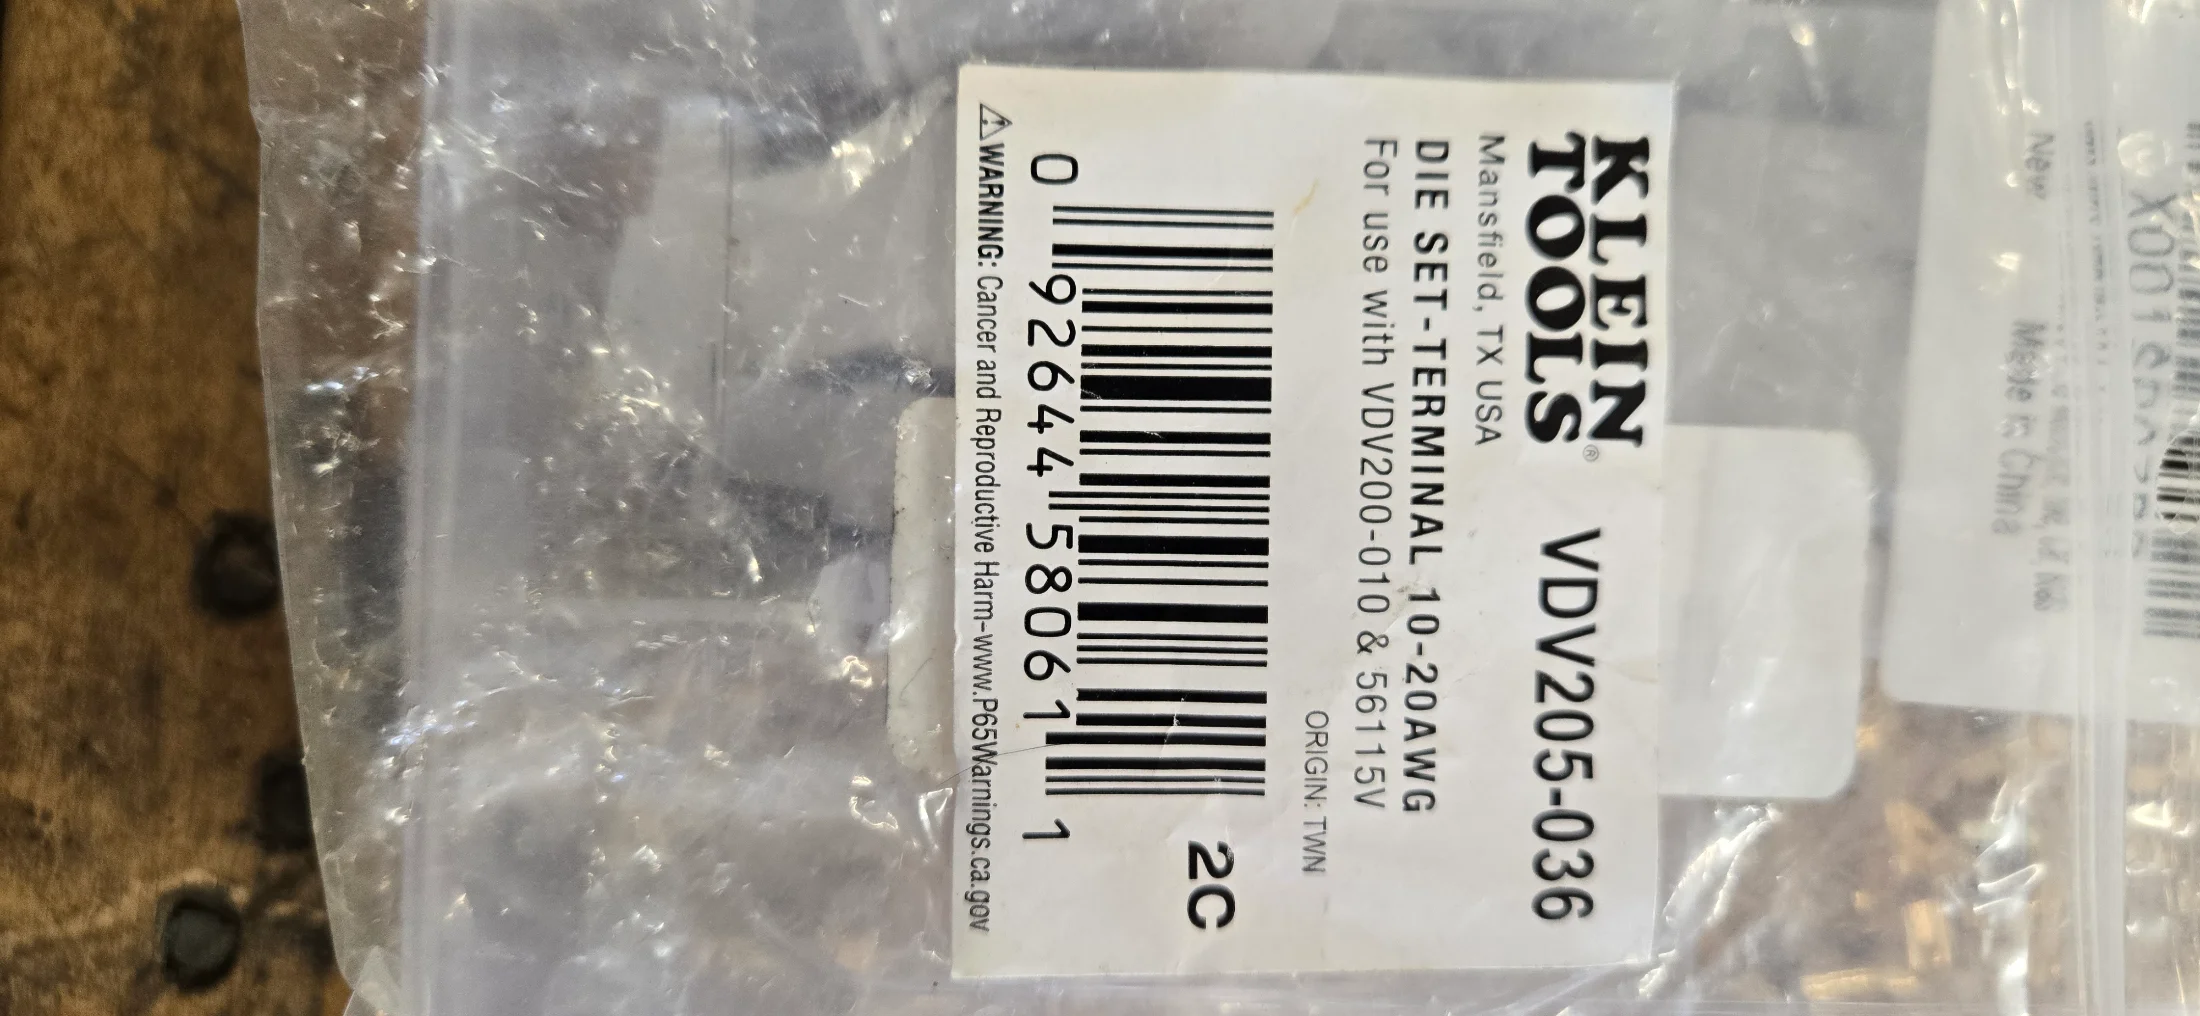 KLEIN
TOOLS® VDV205-036
Mansfield, TX USA
DIE SET-TERMINAL 10-20AWG
For use with VDV200-010 & 56115V
ORIGIN: TWN
2C
0 92644 58061 1
⚠WARNING: Cancer and Reproductive Harm-www.P65Warnings.ca.gov
New
Made in China